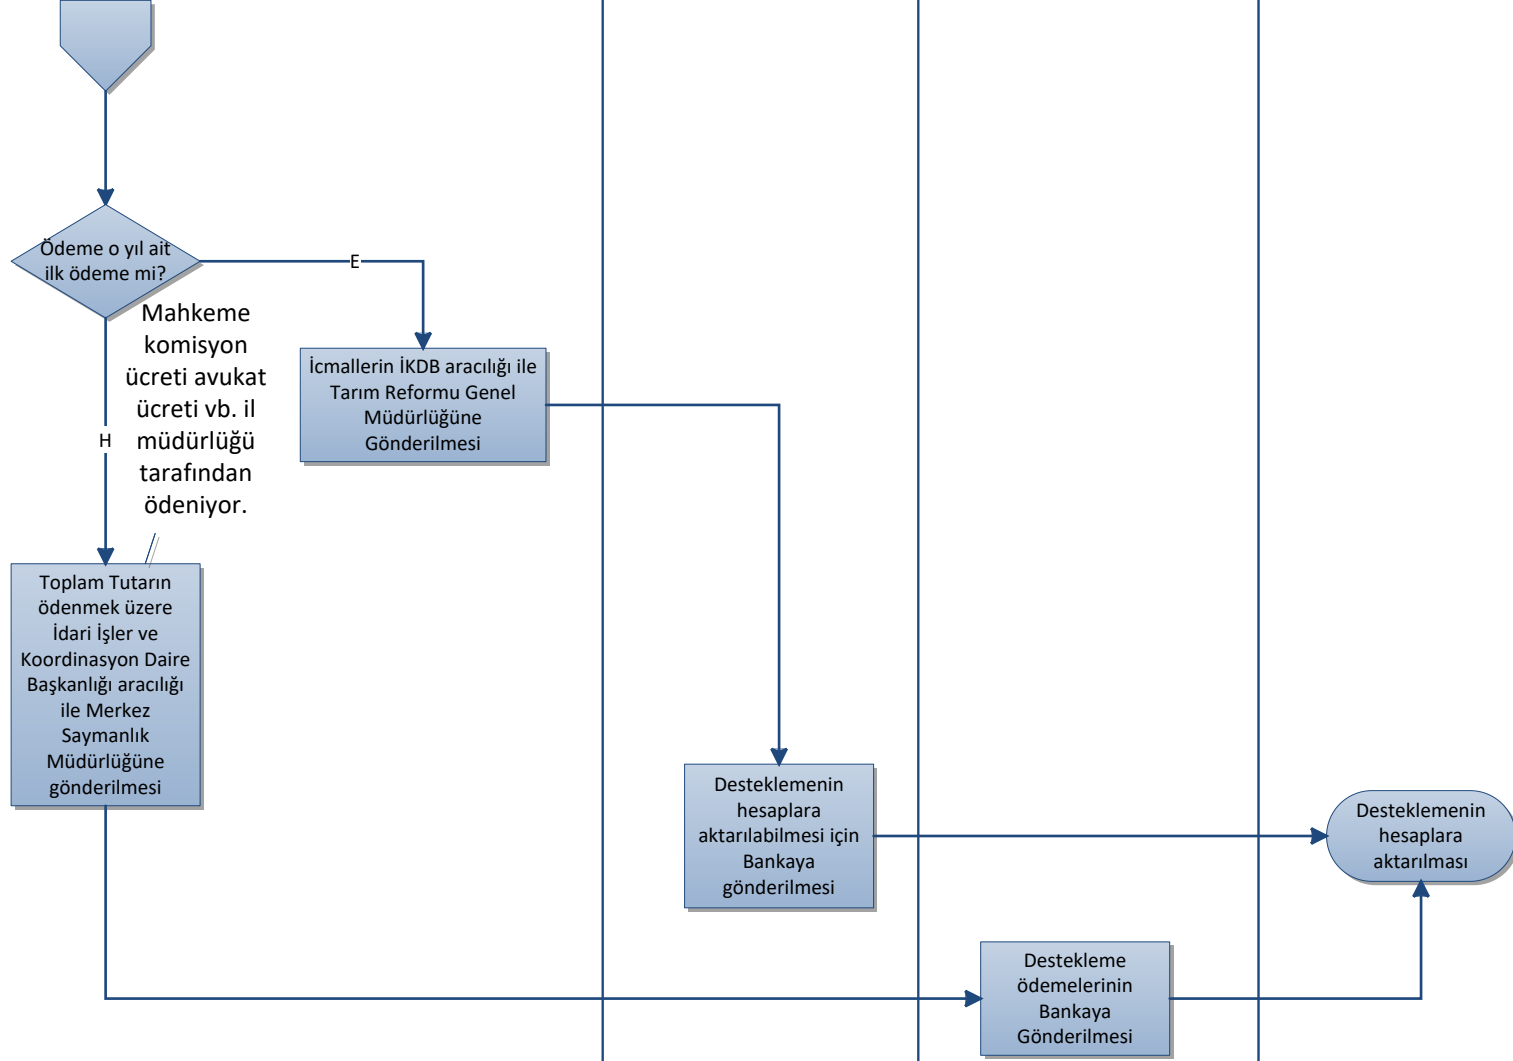 Ödeme o yıl ait
ilk ödeme mi?
E
Mahkeme
komisyon
ücreti avukat
ücreti vb. il
müdürlüğü
tarafından
ödeniyor.
H
İcmallerin İKDB aracılığı ile
Tarım Reformu Genel
Müdürlüğüne
Gönderilmesi
Toplam Tutarın
ödenmek üzere
İdari İşler ve
Koordinasyon Daire
Başkanlığı aracılığı
ile Merkez
Saymanlık
Müdürlüğüne
gönderilmesi
Desteklemenin
hesaplara
aktarılabilmesi için
Bankaya
gönderilmesi
Desteklemenin
hesaplara
aktarılması
Destekleme
ödemelerinin
Bankaya
Gönderilmesi